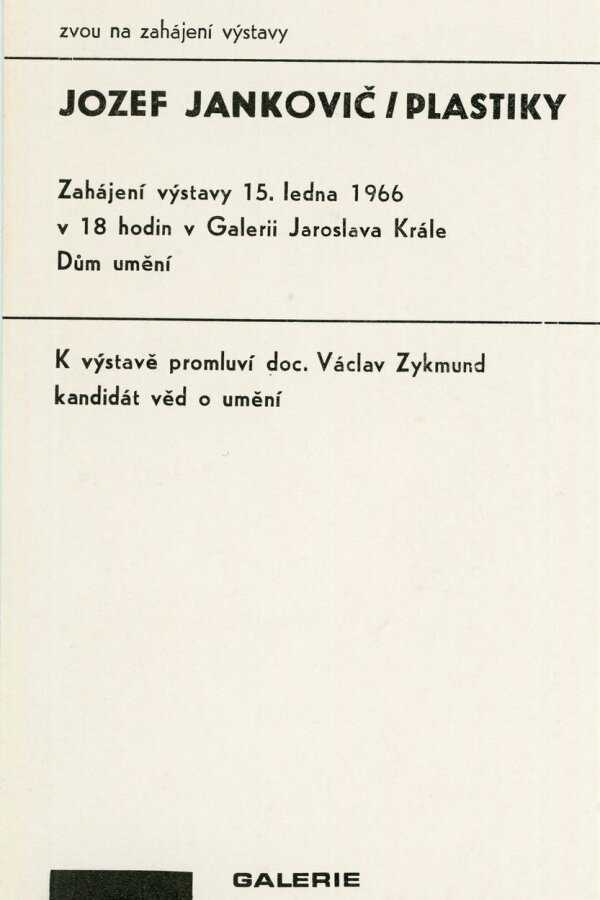 zvou na zahájení výstavy
JOZEF JANKOVIČ / PLASTIKY
Zahájení výstavy 15. ledna 1966
v 18 hodin v Galerii Jaroslava Krále
Dům umění
K výstavě promluví doc. Václav Zykmund
kandidát věd o umění
GALERIE